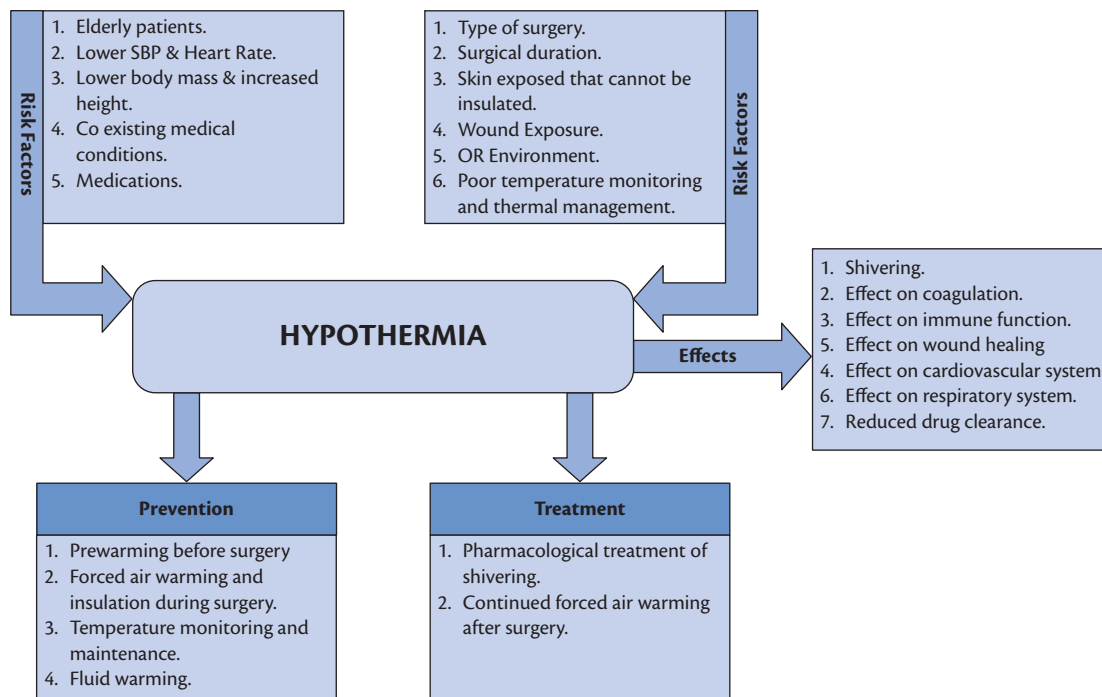 Risk Factors
1. Elderly patients.
2. Lower SBP & Heart Rate.
3. Lower body mass & increased
height.
4. Co existing medical
conditions.
5. Medications.
1. Type of surgery.
2. Surgical duration.
3. Skin exposed that cannot be
insulated.
4. Wound Exposure.
5. OR Environment.
6. Poor temperature monitoring
and thermal management.
Risk Factors
HYPOTHERMIA
Effects
1. Shivering.
2. Effect on coagulation.
3. Effect on immune function.
5. Effect on wound healing
4. Effect on cardiovascular system
6. Effect on respiratory system.
7. Reduced drug clearance.
Prevention
1. Prewarming before surgery
2. Forced air warming and
insulation during surgery.
3. Temperature monitoring and
maintenance.
4. Fluid warming.
Treatment
1. Pharmacological treatment of
shivering.
2. Continued forced air warming
after surgery.